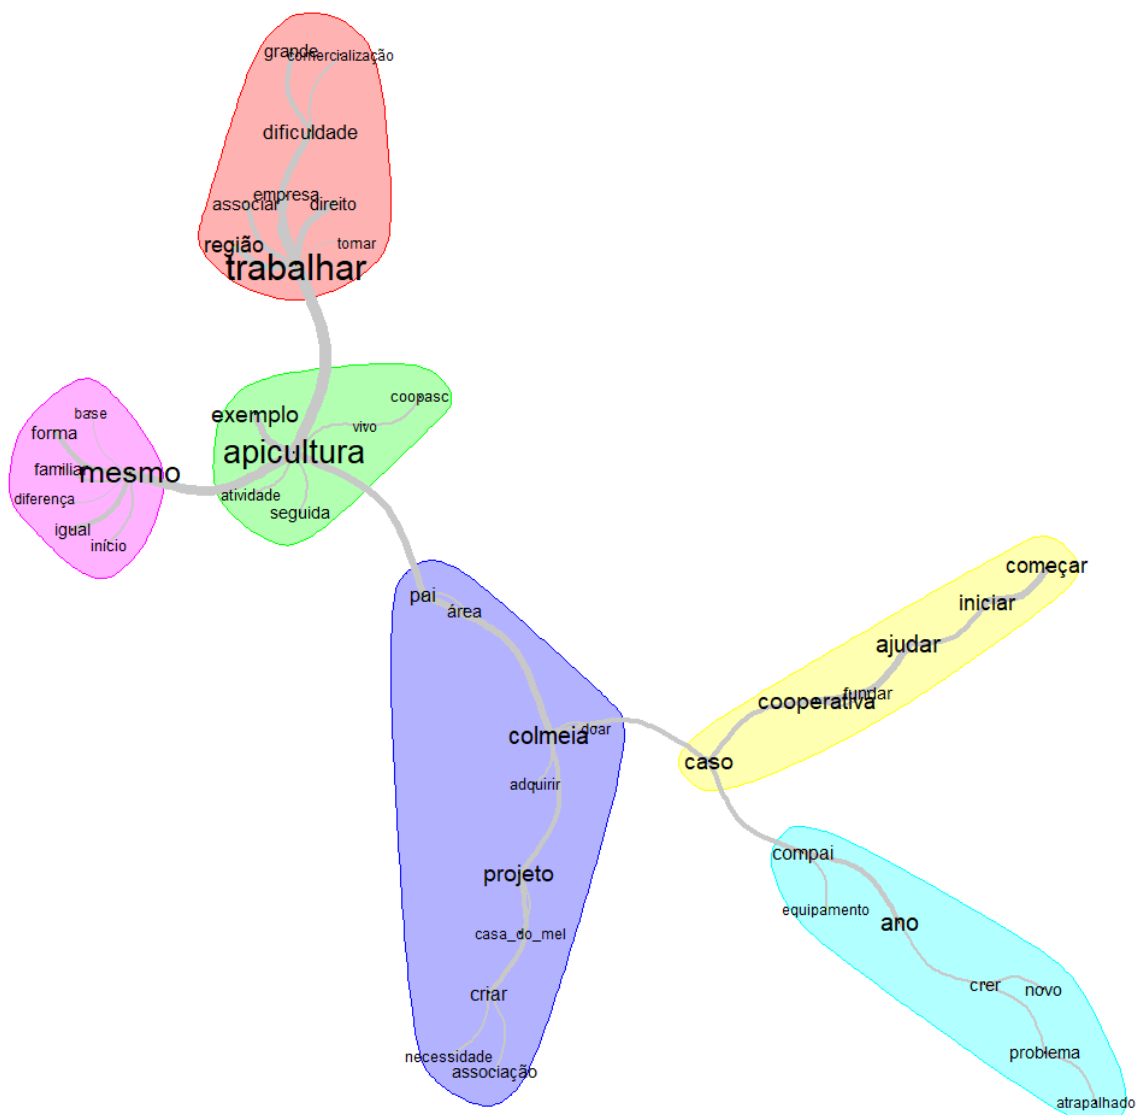 grande
comercialização
dificuldade
empresa
associar
direito
região
tomar
trabalhar
coopasc
exemplo
vivo
apicultura
atividade
seguida
base
forma
familiar
mesmo
diferença
igual
início
pai
área
colmeia
doar
adquirir
projeto
casa_do_mel
criar
necessidade
associação
começar
iniciar
ajudar
fundar
cooperativa
caso
compai
equipamento
ano
crer
novo
problema
atrapalhado